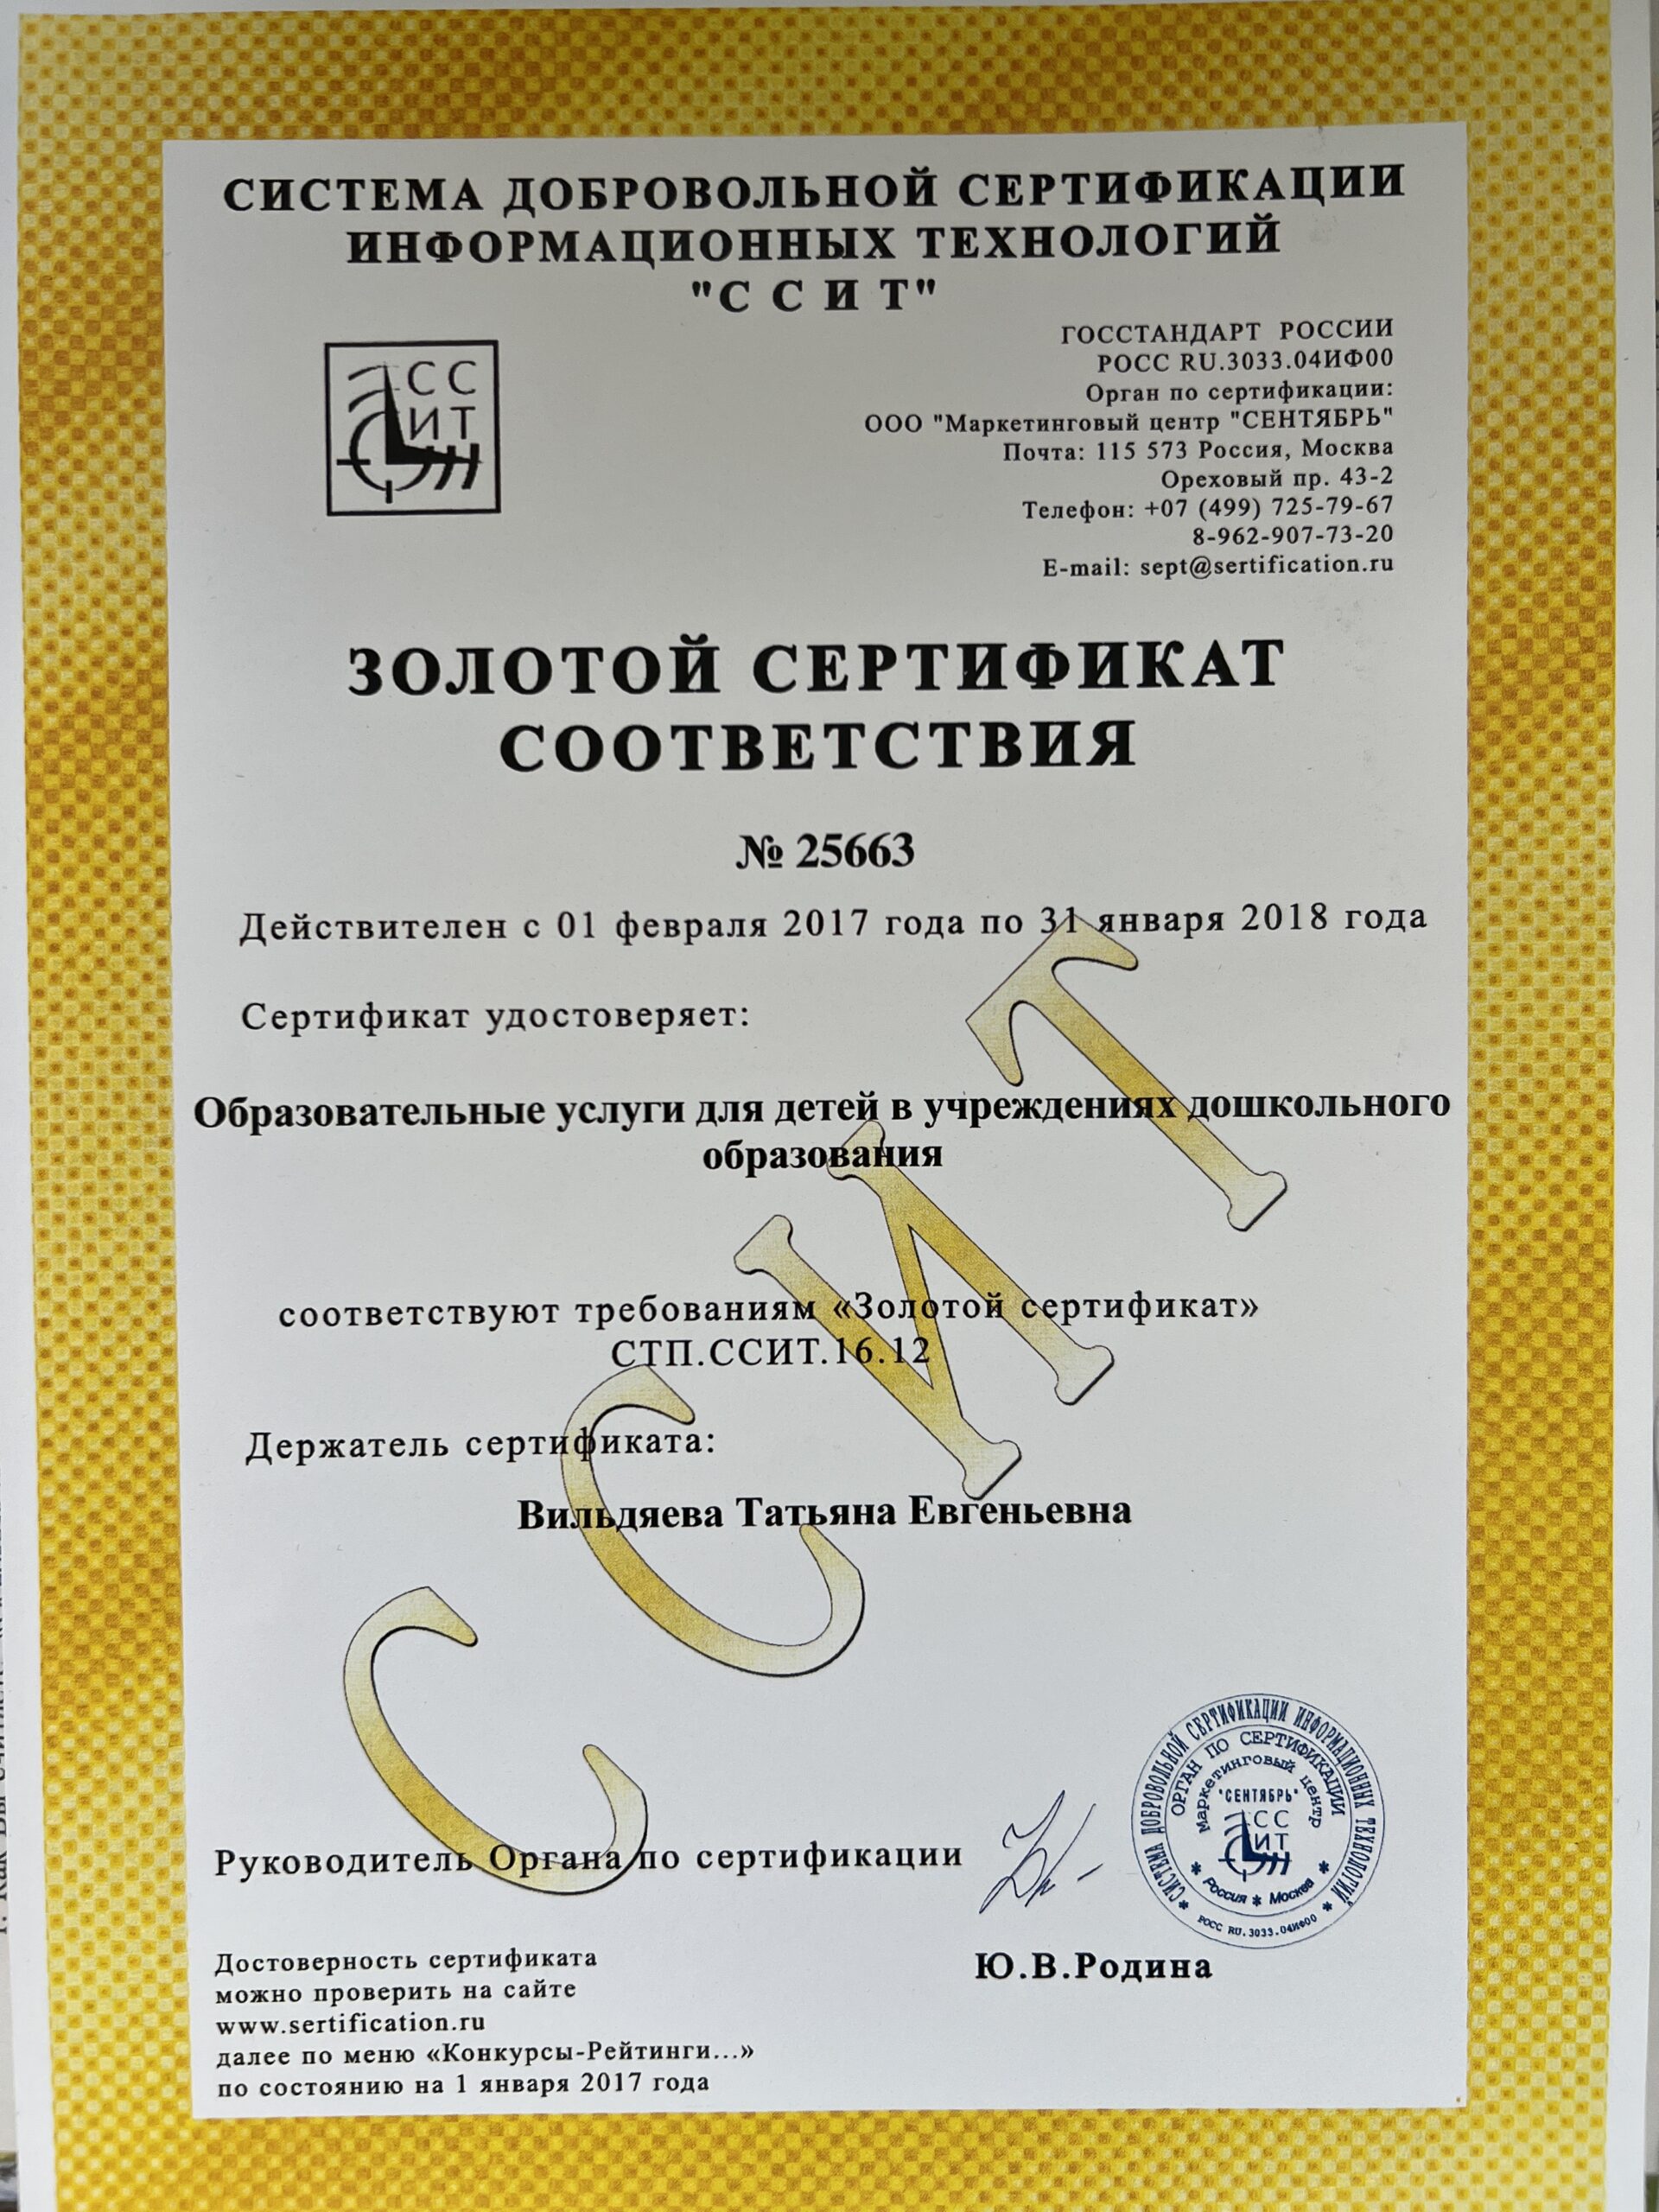 СИСТЕМА ДОБРОВОЛЬНОЙ СЕРТИФИКАЦИИ
ИНФОРМАЦИОННЫХ ТЕХНОЛОГИЙ
"С С И Т"
СС
ИТ
ГОССТАНДАРТ РОССИИ
РОСС RU.3033.04ИФ00
Орган по сертификации:
ООО "Маркетинговый центр "СЕНТЯБРЬ"
Почта: 115 573 Россия, Москва
Ореховый пр. 43-2
Телефон: +07 (499) 725-79-67
8-962-907-73-20
E-mail: sept@sertification.ru
ЗОЛОТОЙ СЕРТИФИКАТ
СООТВЕТСТВИЯ
№ 25663
Действителен с 01 февраля 2017 года по 31 января 2018 года
Сертификат удостоверяет:
Образовательные услуги для детей в учреждениях дошкольного
образования
соответствуют требованиям «Золотой сертификат»
СТП.ССИТ.16.12
Держатель сертификата:
Вильдяева Татьяна Евгеньевна
ССИТ
Руководитель Органа по сертификации
СИСТЕМА ДОБРОВОЛЬНОЙ СЕРТИФИКАЦИИ ИНФОРМАЦИОННЫХ ТЕХНОЛОГИЙ
ОРГАН ПО СЕРТИФИКАЦИИ
Маркетинговый центр
"СЕНТЯБРЬ"
СС
ИТ
* Россия * Москва *
РОСС RU.3033.04ИФ00
Ю.В.Родина
Достоверность сертификата
можно проверить на сайте
www.sertification.ru
далее по меню «Конкурсы-Рейтинги...»
по состоянию на 1 января 2017 года